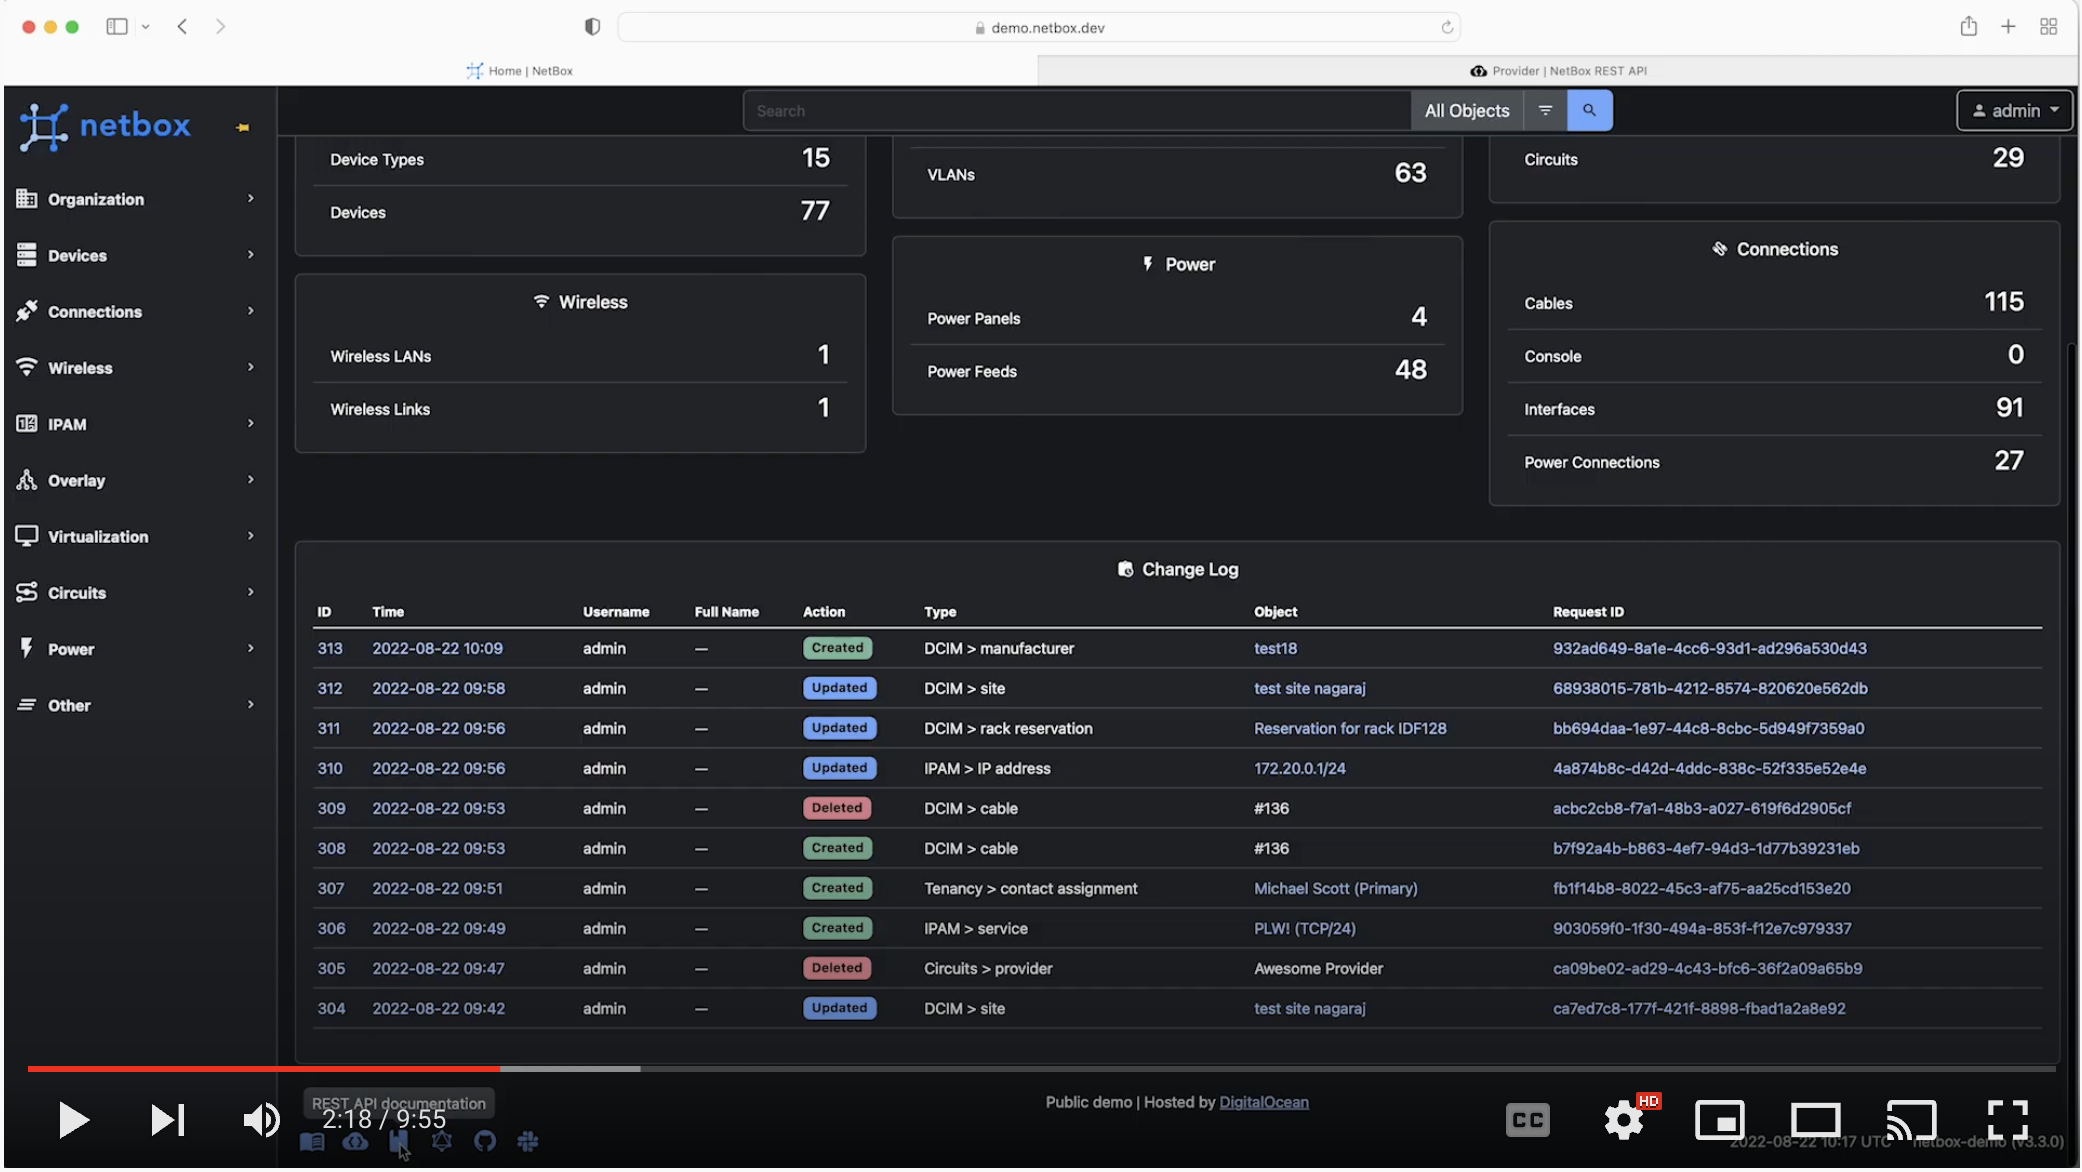 demo.netbox.dev
Home | NetBox
Provider | NetBox REST API
netbox
Search
All Objects
admin
Organization
Devices
Connections
Wireless
IPAM
Overlay
Virtualization
Circuits
Power
Other
Device Types 15
Devices 77
Wireless
Wireless LANs 1
Wireless Links 1
VLANs 63
Power
Power Panels 4
Power Feeds 48
Circuits 29
Connections
Cables 115
Console 0
Interfaces 91
Power Connections 27
Change Log
ID Time Username Full Name Action Type Object Request ID
313 2022-08-22 10:09 admin — Created DCIM > manufacturer test18 932ad649-8a1e-4cc6-93d1-ad296a530d43
312 2022-08-22 09:58 admin — Updated DCIM > site test site nagaraj 68938015-781b-4212-8574-820620e562db
311 2022-08-22 09:56 admin — Updated DCIM > rack reservation Reservation for rack IDF128 bb694daa-1e97-44c8-8cbc-5d949f7359a0
310 2022-08-22 09:56 admin — Updated IPAM > IP address 172.20.0.1/24 4a874b8c-d42d-4ddc-838c-52f335e52e4e
309 2022-08-22 09:53 admin — Deleted DCIM > cable #136 acbc2cb8-f7a1-48b3-a027-619f6d2905cf
308 2022-08-22 09:53 admin — Created DCIM > cable #136 b7f92a4b-b863-4ef7-94d3-1d77b39231eb
307 2022-08-22 09:51 admin — Created Tenancy > contact assignment Michael Scott (Primary) fb1f14b8-8022-45c3-af75-aa25cd153e20
306 2022-08-22 09:49 admin — Created IPAM > service PLW! (TCP/24) 903059f0-1f30-494a-853f-f12e7c979337
305 2022-08-22 09:47 admin — Deleted Circuits > provider Awesome Provider ca09be02-ad29-4c43-bfc6-36f2a09a65b9
304 2022-08-22 09:42 admin — Updated DCIM > site test site nagaraj ca7ed7c8-177f-421f-8898-fbad1a2a8e92
REST API documentation
2:18 / 9:55
Public demo | Hosted by DigitalOcean
CC
HD
2022-08-22 10:17 UTC netbox-demo (v3.3.0)